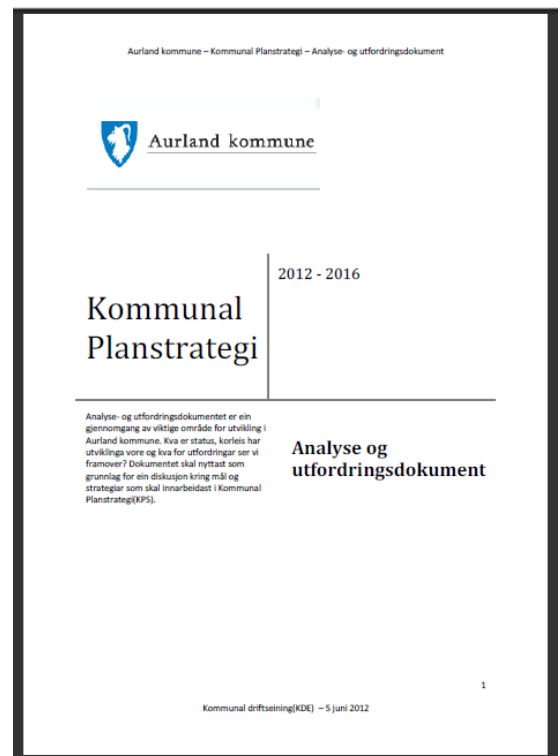 Aurland kommune – Kommunal Planstrategi – Analyse- og utfordringsdokument
Aurland kommune
2012 - 2016
Kommunal
Planstrategi
Analyse- og utfordringsdokumentet er ein
gjennomgang av viktige område for utvikling i
Aurland kommune. Kva er status, korleis har
utviklinga vore og kva for utfordringar ser vi
framover? Dokumentet skal nyttast som
grunnlag for ein diskusjon kring mål og
strategiar som skal innarbeidast i Kommunal
Planstrategi(KPS).
Analyse og
utfordringsdokument
1
Kommunal driftseining(KDE) – 5 juni 2012